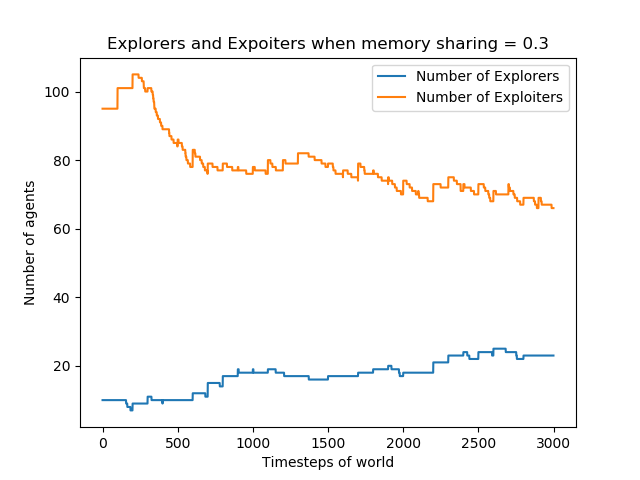 Explorers and Expoiters when memory sharing = 0.3
Number of Explorers
Number of Exploiters
Number of agents
100
80
60
40
20
0 500 1000 1500 2000 2500 3000
Timesteps of world